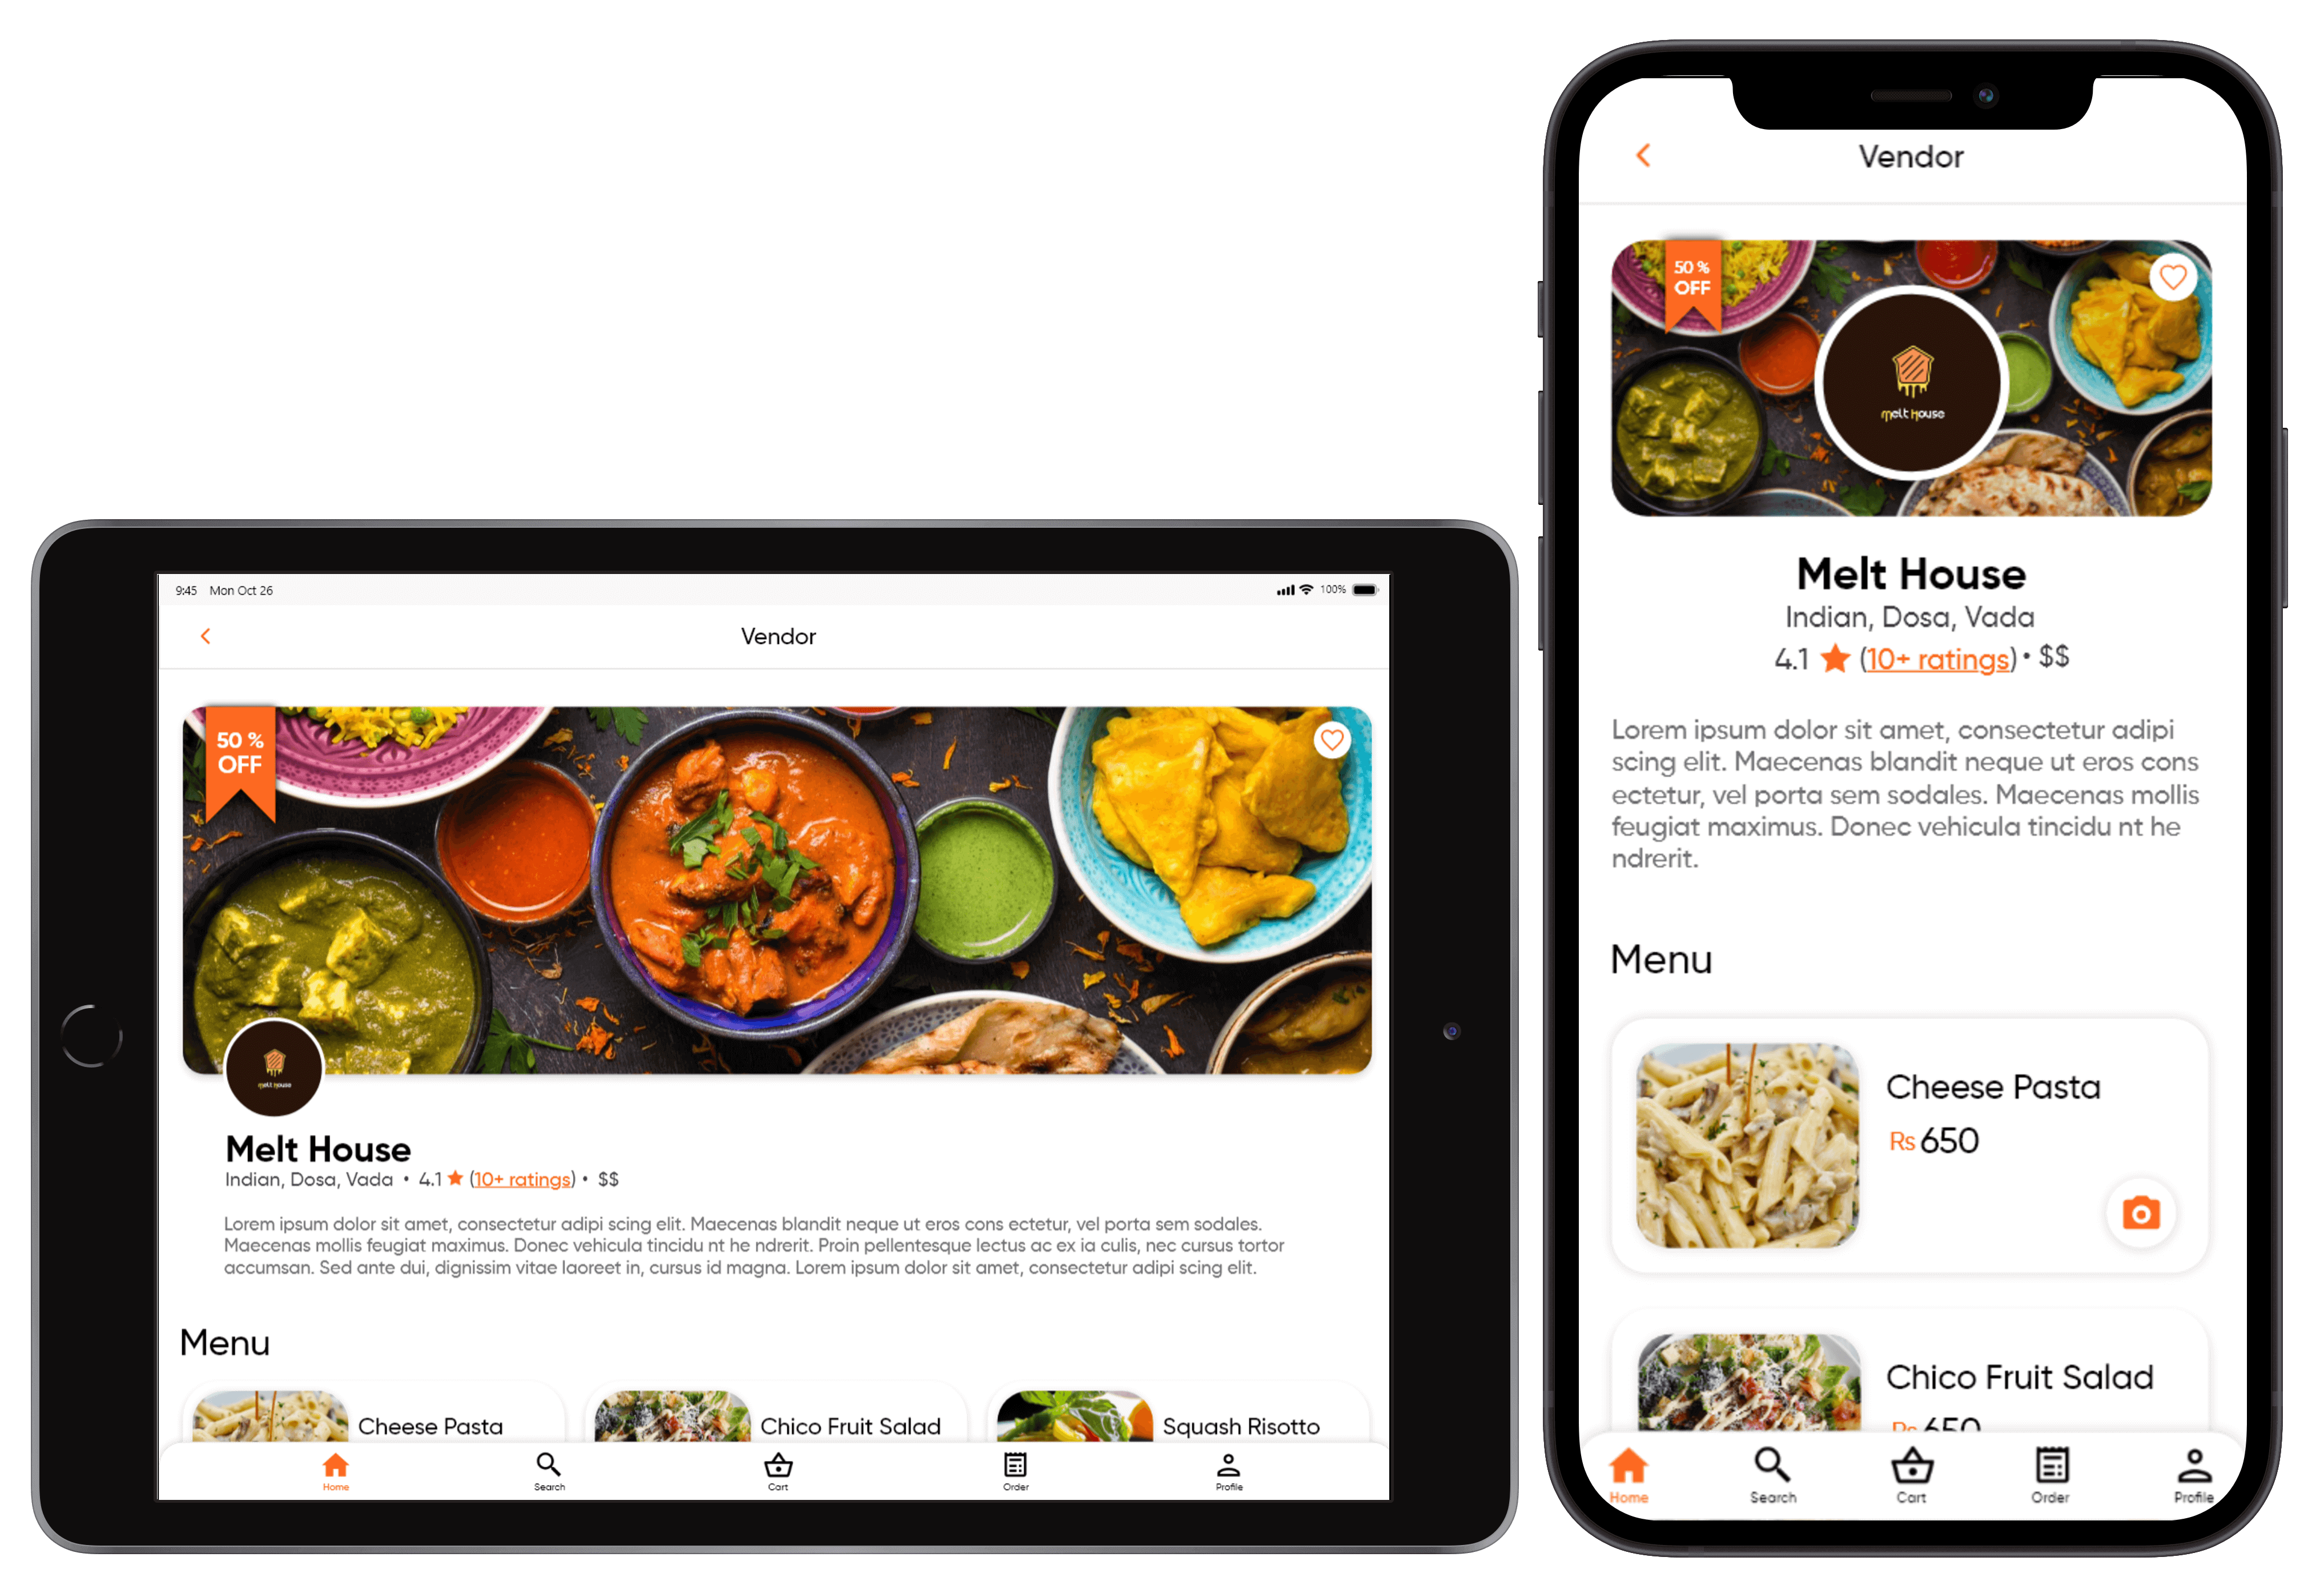 9:45 Mon Oct 26
100%
Vendor
50 %
OFF
melt house
Melt House
Indian, Dosa, Vada • 4.1 (10+ ratings) • $$
Lorem ipsum dolor sit amet, consectetur adipi scing elit. Maecenas blandit neque ut eros cons ectetur, vel porta sem sodales.
Maecenas mollis feugiat maximus. Donec vehicula tincidu nt he ndrerit. Proin pellentesque lectus ac ex ia culis, nec cursus tortor
accumsan. Sed ante dui, dignissim vitae laoreet in, cursus id magna. Lorem ipsum dolor sit amet, consectetur adipi scing elit.
Menu
Cheese Pasta
Chico Fruit Salad
Squash Risotto
Home
Search
Cart
Order
Profile
Vendor
50 %
OFF
melt house
Melt House
Indian, Dosa, Vada
4.1 (10+ ratings) • $$
Lorem ipsum dolor sit amet, consectetur adipi
scing elit. Maecenas blandit neque ut eros cons
ectetur, vel porta sem sodales. Maecenas mollis
feugiat maximus. Donec vehicula tincidu nt he
ndrerit.
Menu
Cheese Pasta
Rs 650
Chico Fruit Salad
Rs 650
Home
Search
Cart
Order
Profile